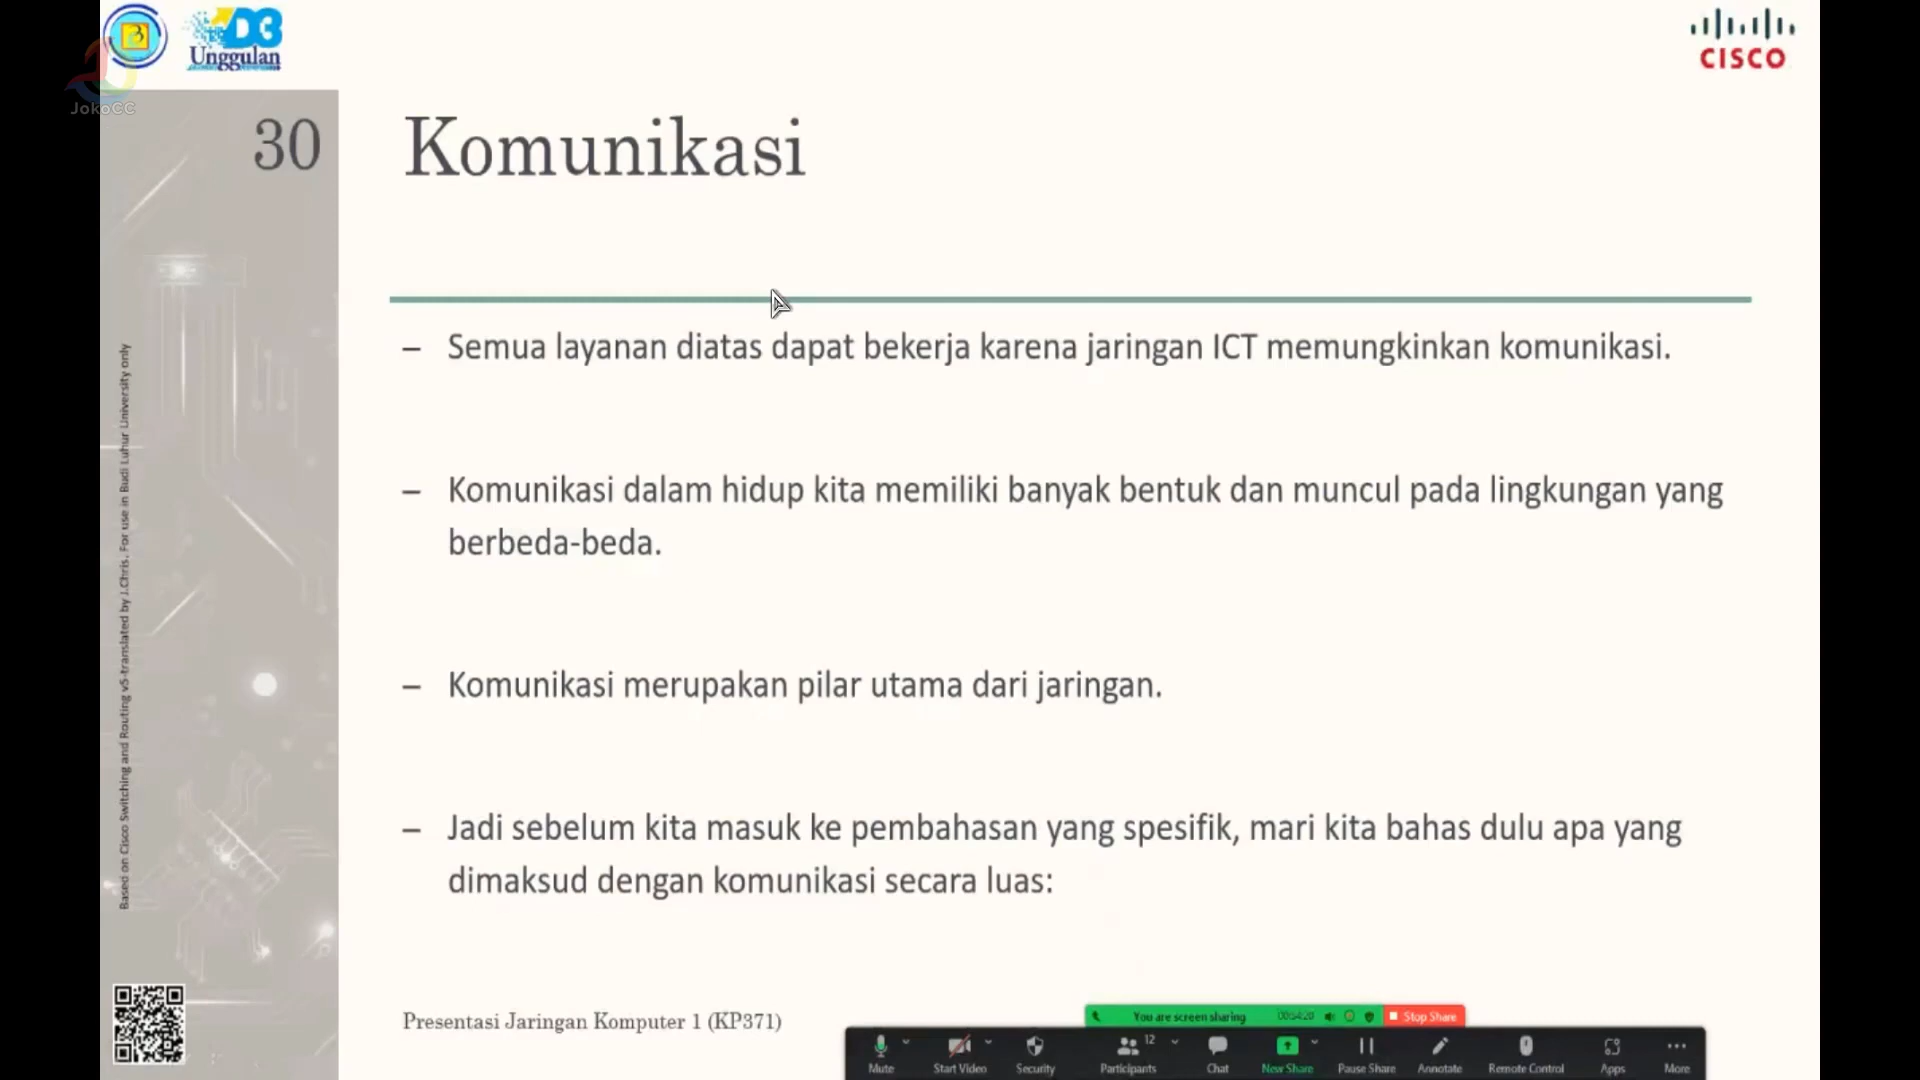 B
D3
Unggulan
CISCO
JokoCC
30
Komunikasi
– Semua layanan diatas dapat bekerja karena jaringan ICT memungkinkan komunikasi.
– Komunikasi dalam hidup kita memiliki banyak bentuk dan muncul pada lingkungan yang
berbeda-beda.
– Komunikasi merupakan pilar utama dari jaringan.
– Jadi sebelum kita masuk ke pembahasan yang spesifik, mari kita bahas dulu apa yang
dimaksud dengan komunikasi secara luas:
Based on Cisco Switching and Routing v5-translated by J.Chris. For use in Budi Luhur University only
Presentasi Jaringan Komputer 1 (KP371)
You are screen sharing 00:54:20 Stop Share
12
Mute Start Video Security Participants Chat New Share Pause Share Annotate Remote Control Apps More